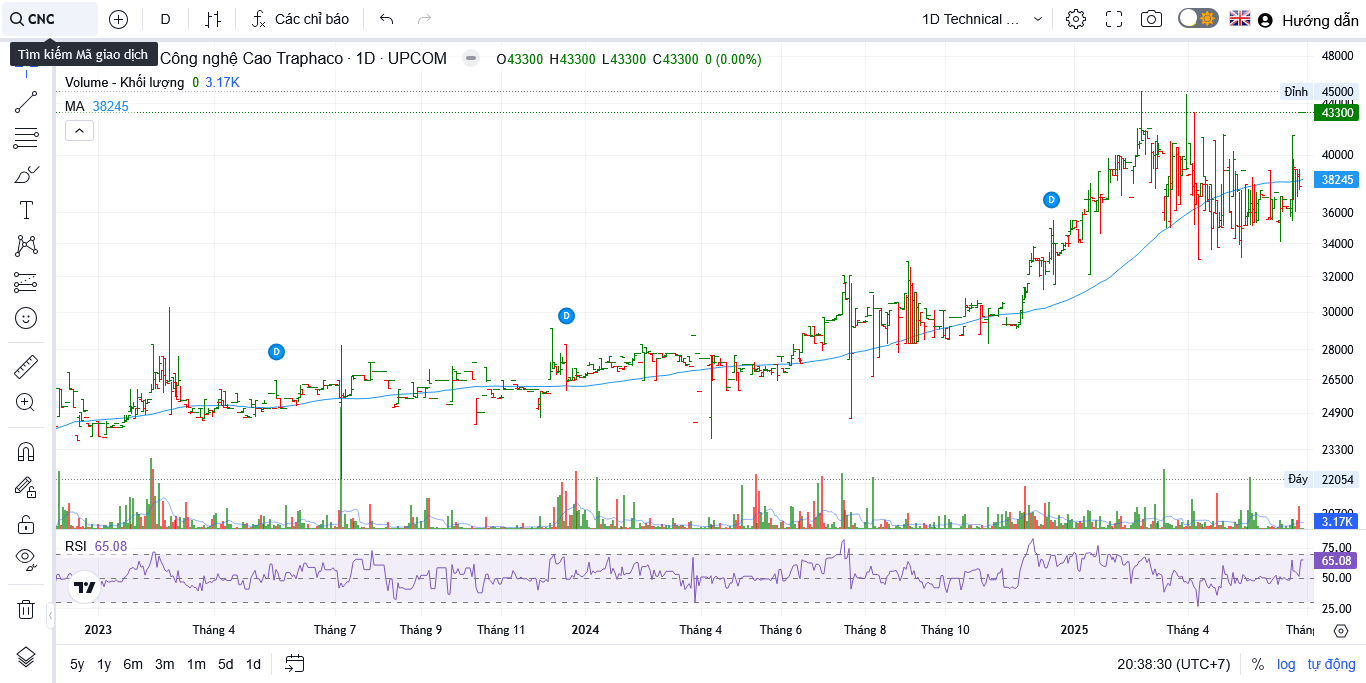 CNC
D
Các chỉ báo
1D Technical ...
Hướng dẫn
Tìm kiếm Mã giao dịch
Công nghệ Cao Traphaco · 1D · UPCOM
O43300 H43300 L43300 C43300 0 (0.00%)
Volume - Khối lượng 0 3.17K
MA 38245
48000
Đỉnh 45000
44000
43300
40000
38245
36000
34000
32000
30000
28000
26500
24900
23300
Đáy 22054
20700
3.17K
D
D
D
RSI 65.08
75.00
65.08
50.00
25.00
2023 Tháng 4 Tháng 7 Tháng 9 Tháng 11 2024 Tháng 4 Tháng 6 Tháng 8 Tháng 10 2025 Tháng 4 Thán
5y 1y 6m 3m 1m 5d 1d
20:38:30 (UTC+7) % log tự động